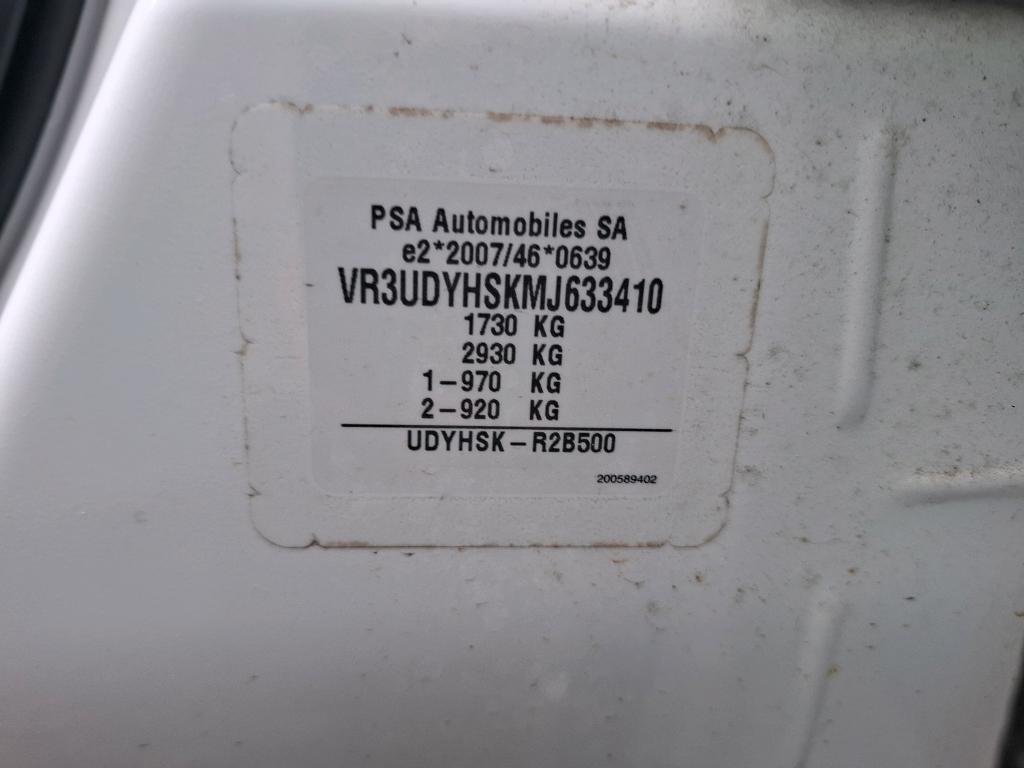 PSA Automobiles SA
e2*2007/46*0639
VR3UDYHSKMJ633410
1730 KG
2930 KG
1-970 KG
2-920 KG
UDYHSK-R2B500
200589402